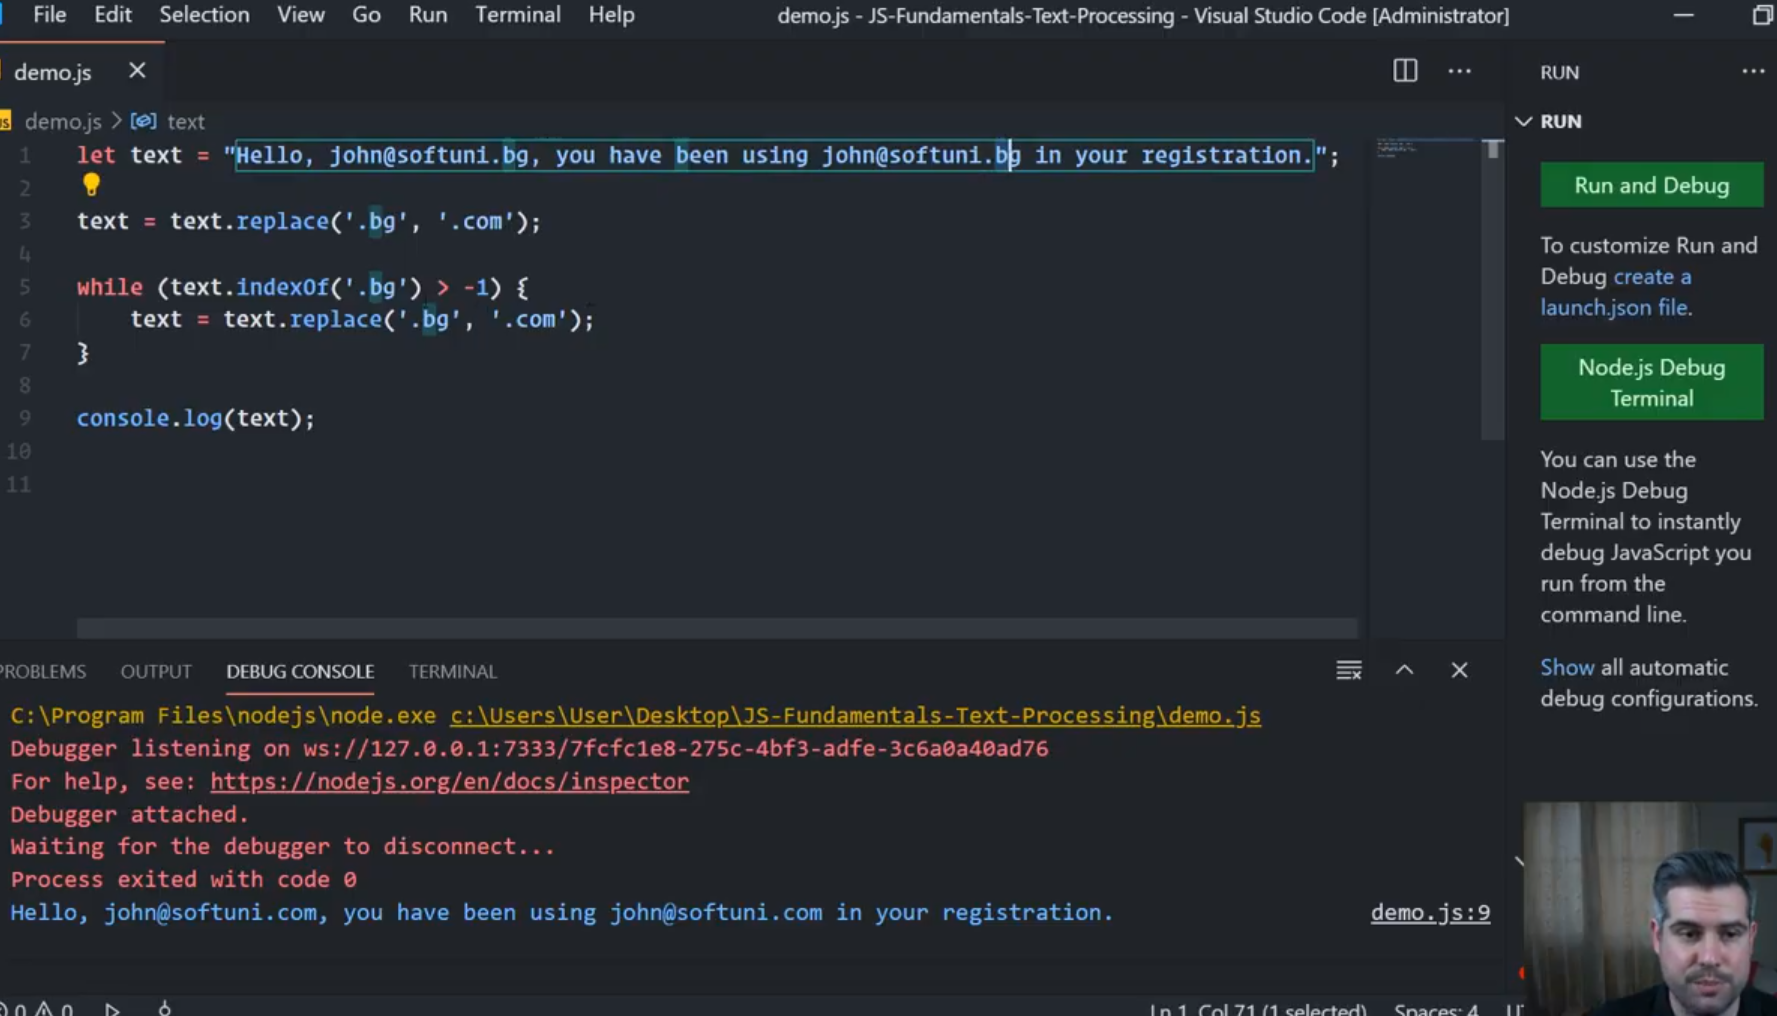 File Edit Selection View Go Run Terminal Help demo.js - JS-Fundamentals-Text-Processing - Visual Studio Code [Administrator]
demo.js
RUN
demo.js > text
RUN
1 let text = "Hello, john@softuni.bg, you have been using john@softuni.bg in your registration.";
2
3 text = text.replace('.bg', '.com');
4
5 while (text.indexOf('.bg') > -1) {
6 text = text.replace('.bg', '.com');
7 }
8
9 console.log(text);
10
11
Run and Debug
To customize Run and
Debug create a
launch.json file.
Node.js Debug
Terminal
You can use the
Node.js Debug
Terminal to instantly
debug JavaScript you
run from the
command line.
Show all automatic
debug configurations.
PROBLEMS OUTPUT DEBUG CONSOLE TERMINAL
C:\Program Files\nodejs\node.exe c:\Users\User\Desktop\JS-Fundamentals-Text-Processing\demo.js
Debugger listening on ws://127.0.0.1:7333/7fcfc1e8-275c-4bf3-adfe-3c6a0a40ad76
For help, see: https://nodejs.org/en/docs/inspector
Debugger attached.
Waiting for the debugger to disconnect...
Process exited with code 0
Hello, john@softuni.com, you have been using john@softuni.com in your registration. demo.js:9
0 0 Ln 1, Col 71 (1 selected) Spaces: 4